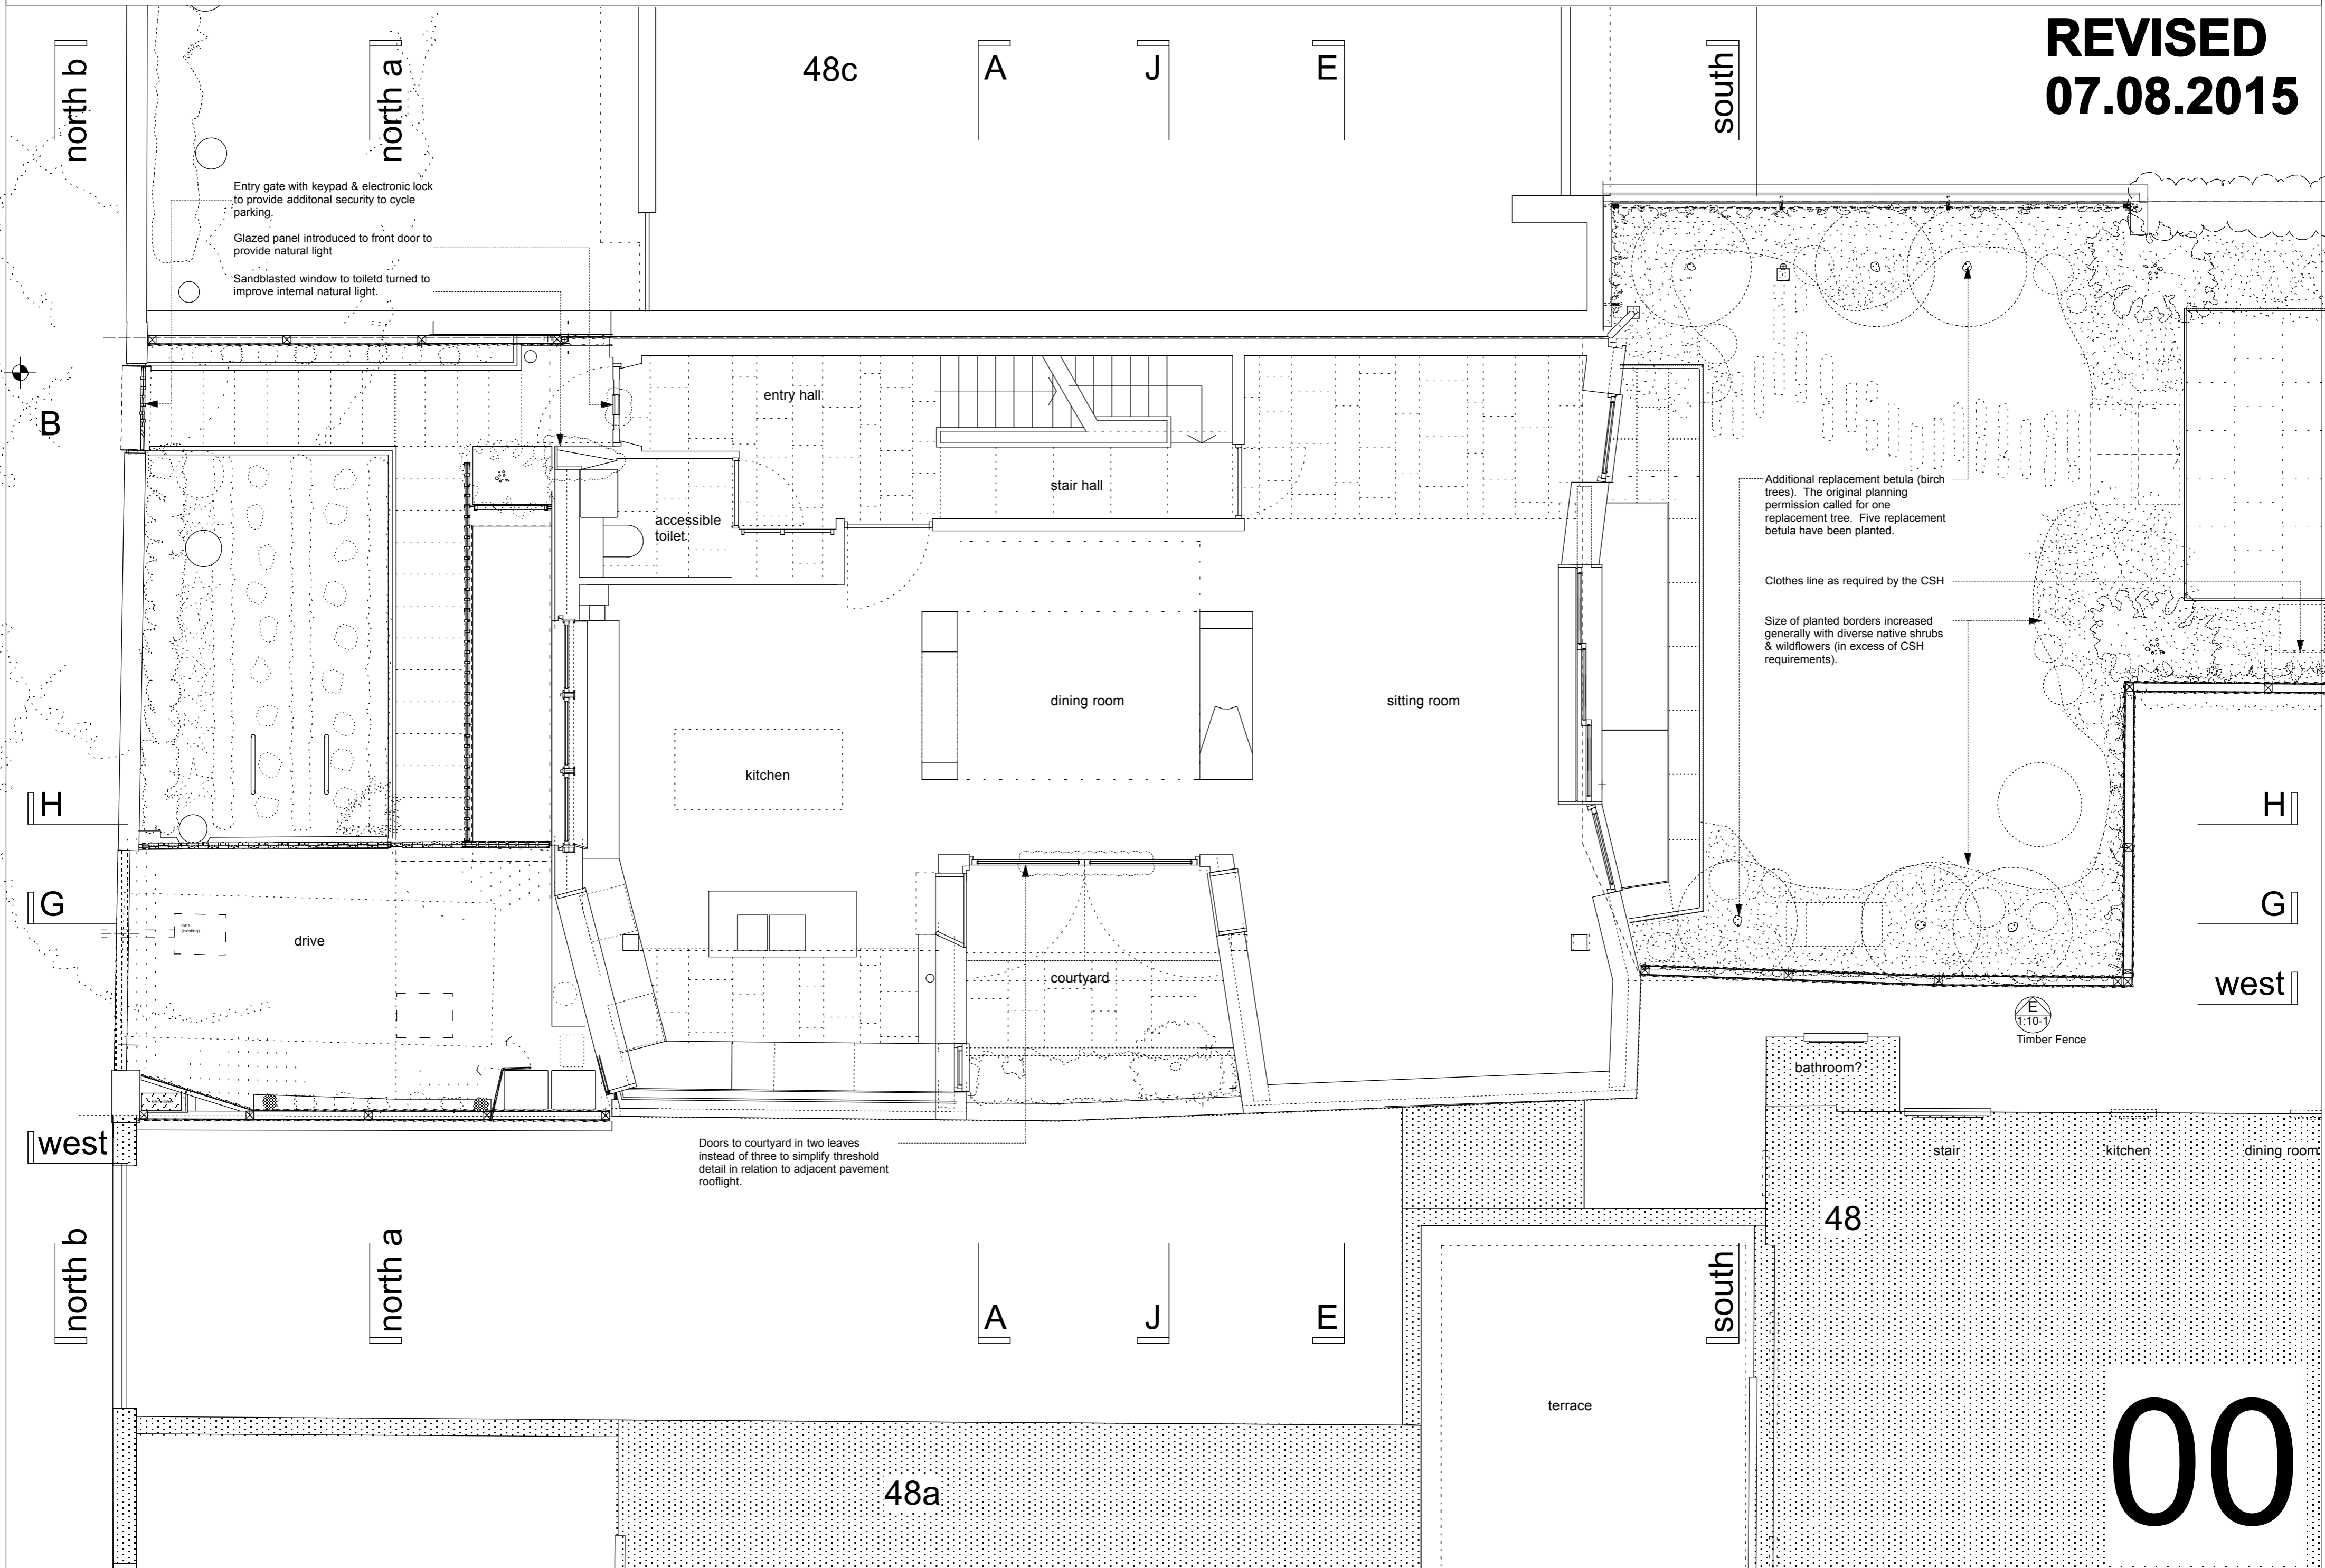 REVISED
07.08.2015
north b
north a
48c
A
J
E
south
Entry gate with keypad & electronic lock
to provide additonal security to cycle
parking.
Glazed panel introduced to front door to
provide natural light
Sandblasted window to toiletd turned to
improve internal natural light.
B
entry hall
stair hall
accessible
toilet
Additional replacement betula (birch
trees). The original planning
permission called for one
replacement tree. Five replacement
betula have been planted.
Clothes line as required by the CSH
Size of planted borders increased
generally with diverse native shrubs
& wildflowers (in excess of CSH
requirements).
dining room
sitting room
kitchen
H
H
G
G
(existing)
drive
courtyard
west
E
1:10-1
Timber Fence
bathroom?
west
Doors to courtyard in two leaves
instead of three to simplify threshold
detail in relation to adjacent pavement
rooflight.
stair
kitchen
dining room
48
north b
north a
A
J
E
south
terrace
48a
00